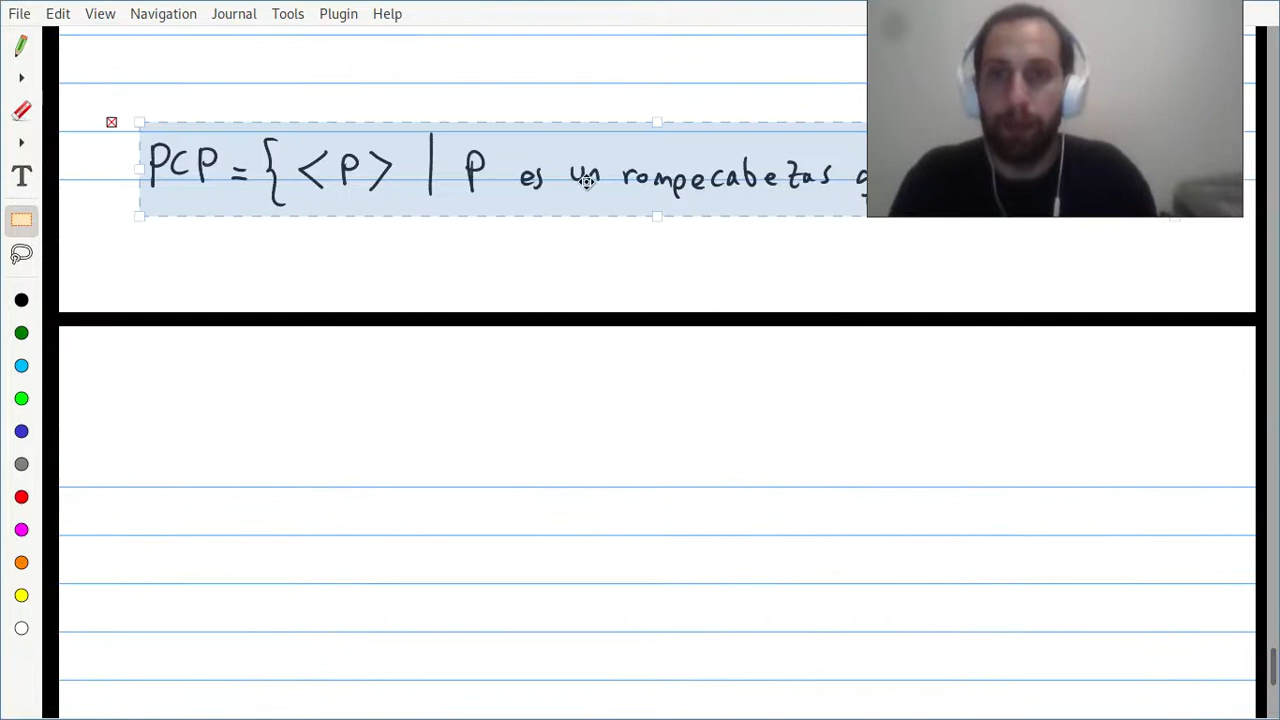 File Edit View Navigation Journal Tools Plugin Help
PCP = { <P> | P es un rompecabezas
T